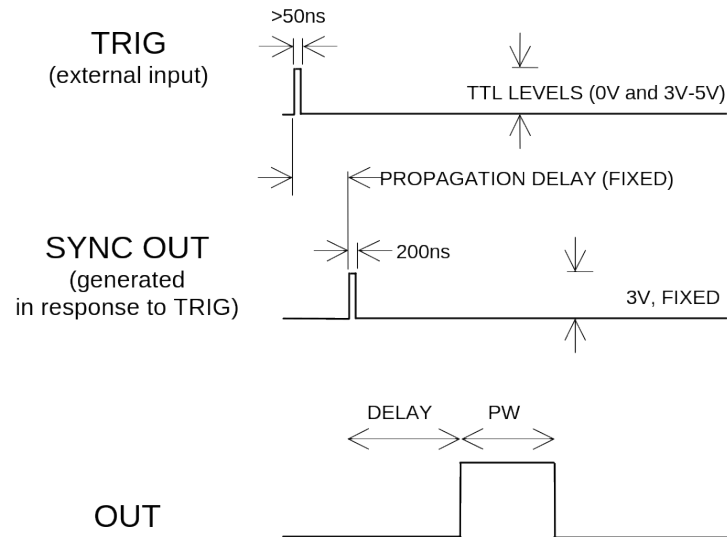 >50ns
TRIG
(external input)
TTL LEVELS (0V and 3V-5V)
PROPAGATION DELAY (FIXED)
SYNC OUT
(generated
in response to TRIG)
200ns
3V, FIXED
DELAY
PW
OUT